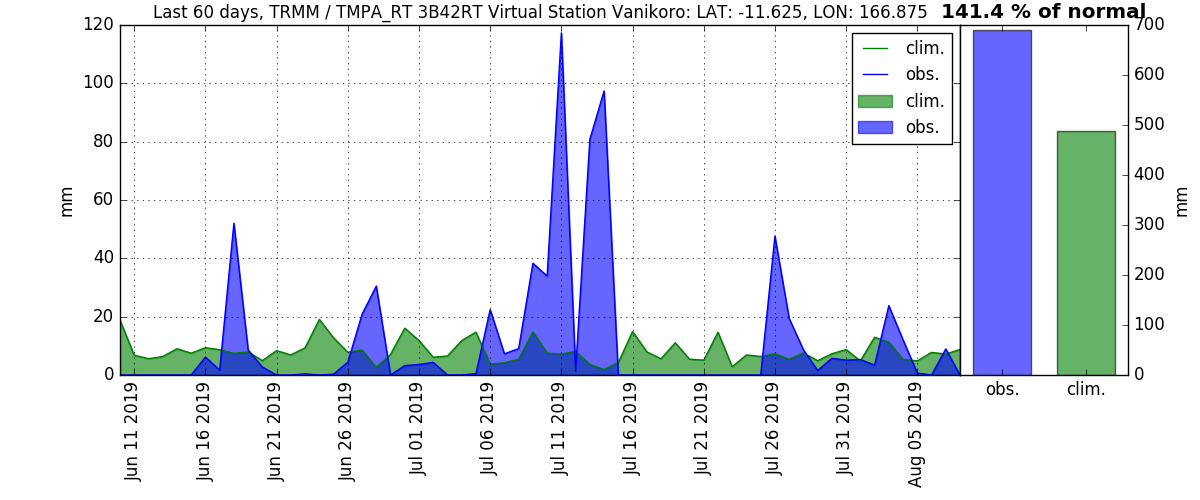 Last 60 days, TRMM / TMPA_RT 3B42RT Virtual Station Vanikoro: LAT: -11.625, LON: 166.875
141.4 % of normal
120
100
80
60
40
20
0
mm
clim.
obs.
clim.
obs.
700
600
500
400
300
200
100
0
mm
Jun 11 2019
Jun 16 2019
Jun 21 2019
Jun 26 2019
Jul 01 2019
Jul 06 2019
Jul 11 2019
Jul 16 2019
Jul 21 2019
Jul 26 2019
Jul 31 2019
Aug 05 2019
obs.
clim.